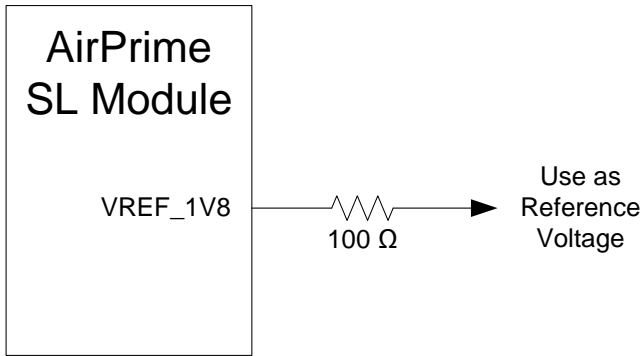 AirPrime
SL Module
VREF_1V8
100 Ω
Use as
Reference
Voltage